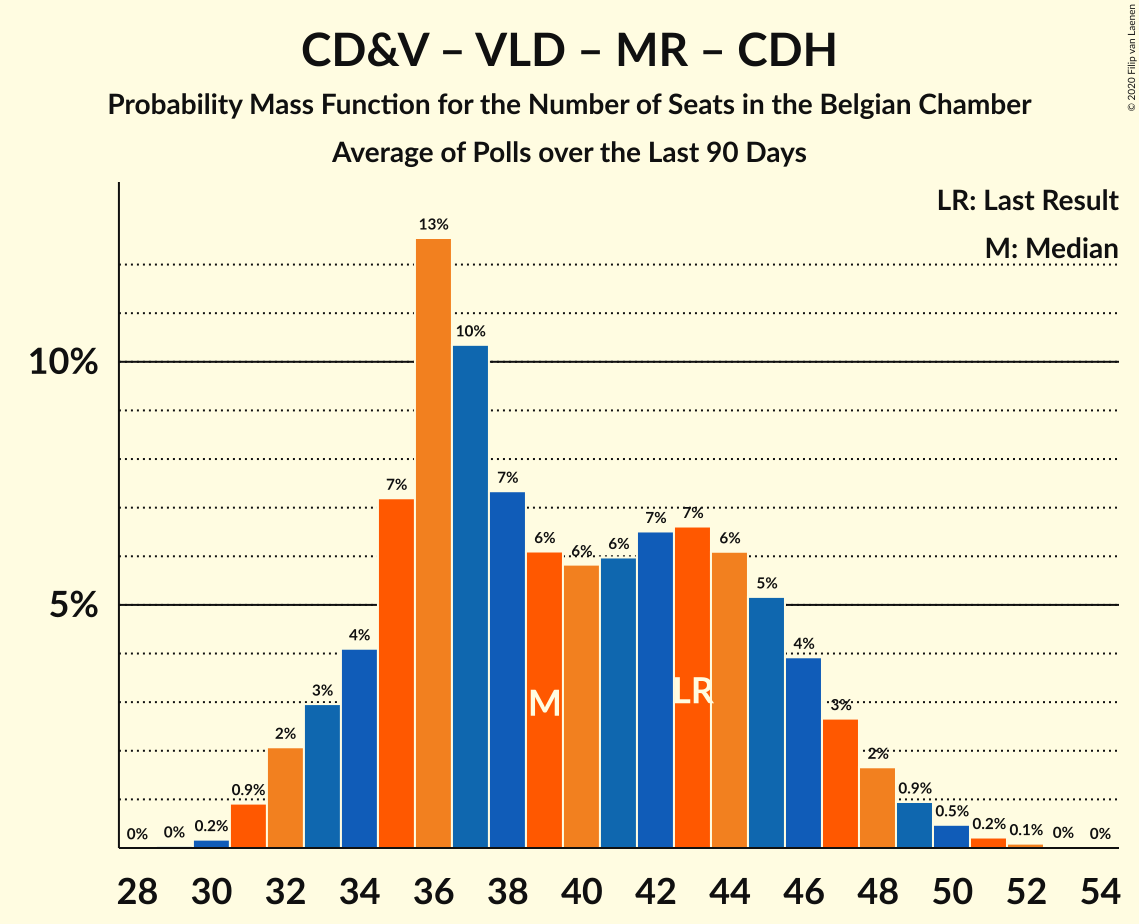 CD&V – VLD – MR – CDH
Probability Mass Function for the Number of Seats in the Belgian Chamber
Average of Polls over the Last 90 Days
© 2020 Filip van Laenen
LR: Last Result
M: Median
10%
5%
0% 0% 0.2% 0.9% 2% 3% 4% 7% 13% 10% 7% 6% 6% 6% 7% 7% 6% 5% 4% 3% 2% 0.9% 0.5% 0.2% 0.1% 0% 0%
M LR
28 30 32 34 36 38 40 42 44 46 48 50 52 54